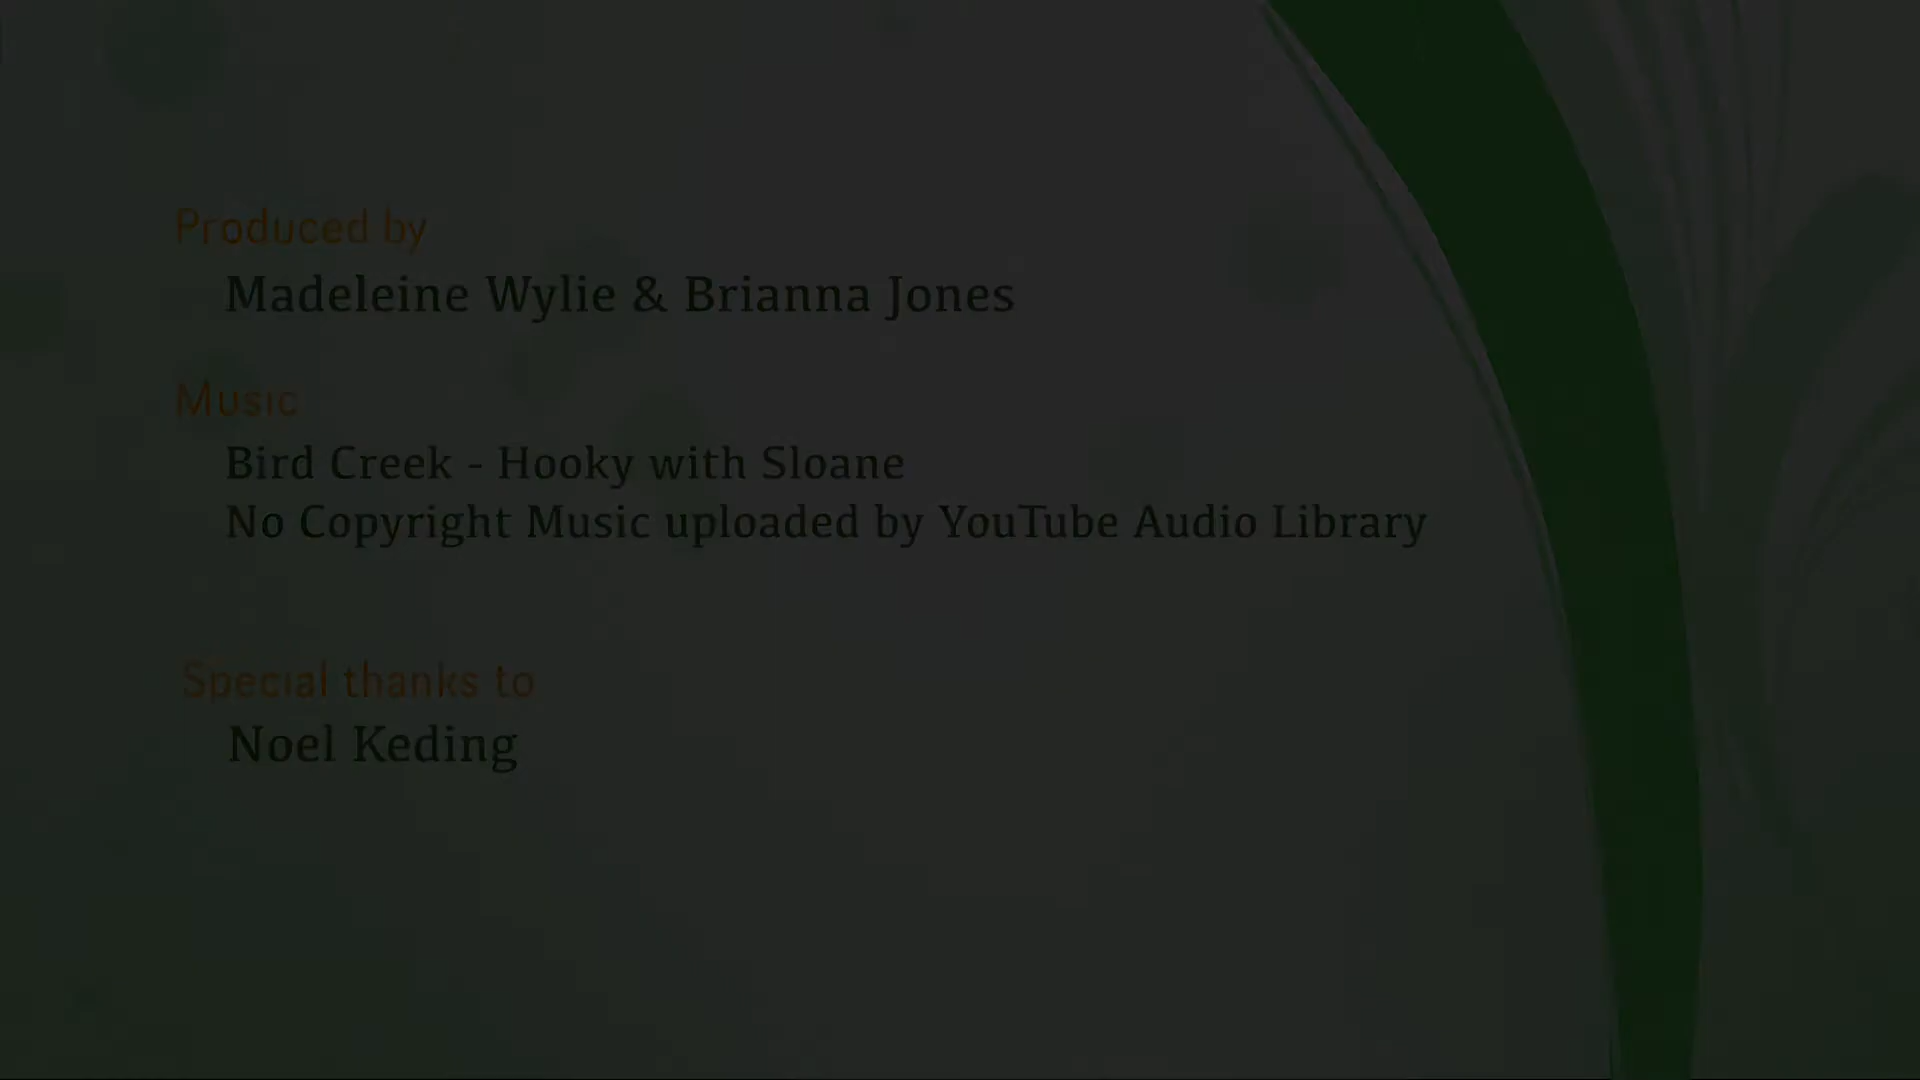 Produced by
Madeleine Wylie & Brianna Jones
Music
Bird Creek - Hooky with Sloane
No Copyright Music uploaded by YouTube Audio Library
Special thanks to
Noel Keding